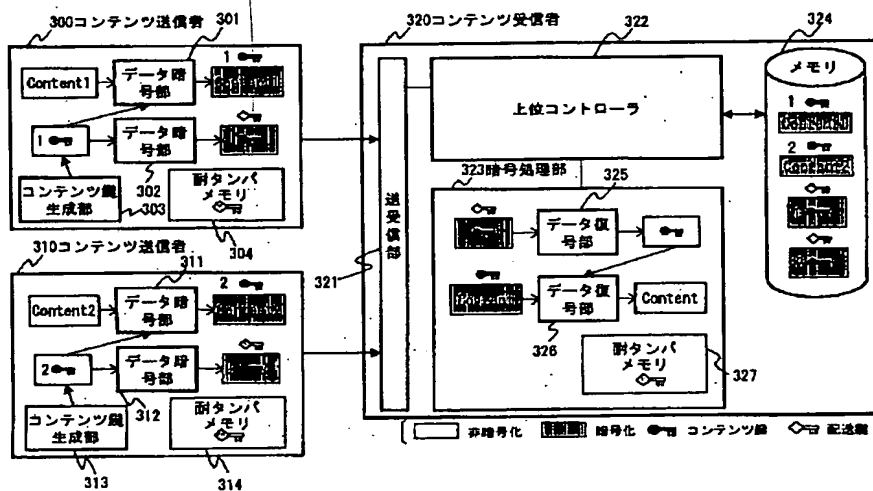 300コンテンツ送信者
301
1
Content1
データ暗
号部
1
データ暗
号部
302
コンテンツ鍵
生成部
303
耐タンパ
メモリ
304
310コンテンツ送信者
311
2
Content2
データ暗
号部
2
データ暗
号部
312
コンテンツ鍵
生成部
313
耐タンパ
メモリ
314
320コンテンツ受信者
322
324
上位コントローラ
メモリ
1
2
送受信部
321
323暗号処理部
325
データ復
号部
データ復
号部
Content
326
耐タンパ
メモリ
327
非暗号化
暗号化
コンテンツ鍵
配送鍵